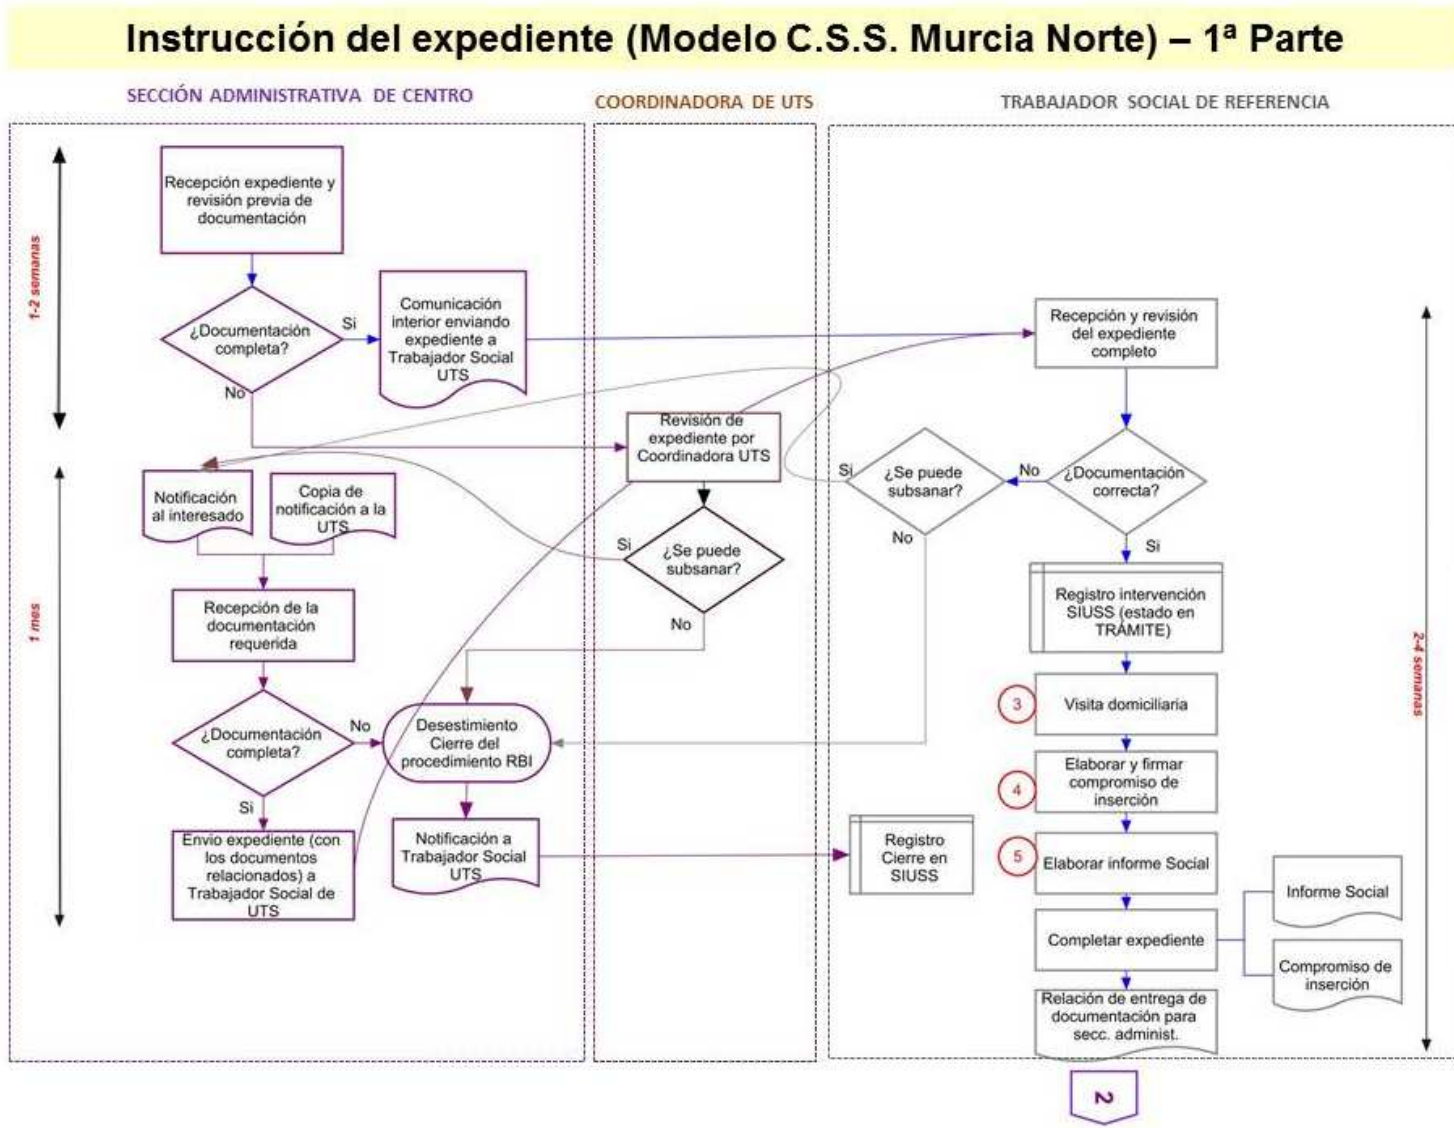 Instrucción del expediente (Modelo C.S.S. Murcia Norte) – 1ª Parte
SECCIÓN ADMINISTRATIVA DE CENTRO
COORDINADORA DE UTS
TRABAJADOR SOCIAL DE REFERENCIA
1-2 semanas
Recepción expediente y
revisión previa de
documentación
¿Documentación
completa?
Si
No
Comunicación
interior enviando
expediente a
Trabajador Social
UTS
1 mes
Notificación
al interesado
Copia de
notificación a la
UTS
Recepción de la
documentación
requerida
¿Documentación
completa?
No
Si
Envio expediente (con
los documentos
relacionados) a
Trabajador Social de
UTS
Desestimiento
Cierre del
procedimiento RBI
Notificación a
Trabajador Social
UTS
Revisión de
expediente por
Coordinadora UTS
Si
¿Se puede
subsanar?
No
Recepción y revisión
del expediente
completo
¿Documentación
correcta?
No
Si
¿Se puede
subsanar?
Si
No
Registro intervención
SIUSS (estado en
TRÁMITE)
3
Visita domiciliaria
4
Elaborar y firmar
compromiso de
inserción
5
Elaborar informe Social
Registro
Cierre en
SIUSS
Completar expediente
Informe Social
Compromiso de
inserción
Relación de entrega de
documentación para
secc. administ.
2-4 semanas
2